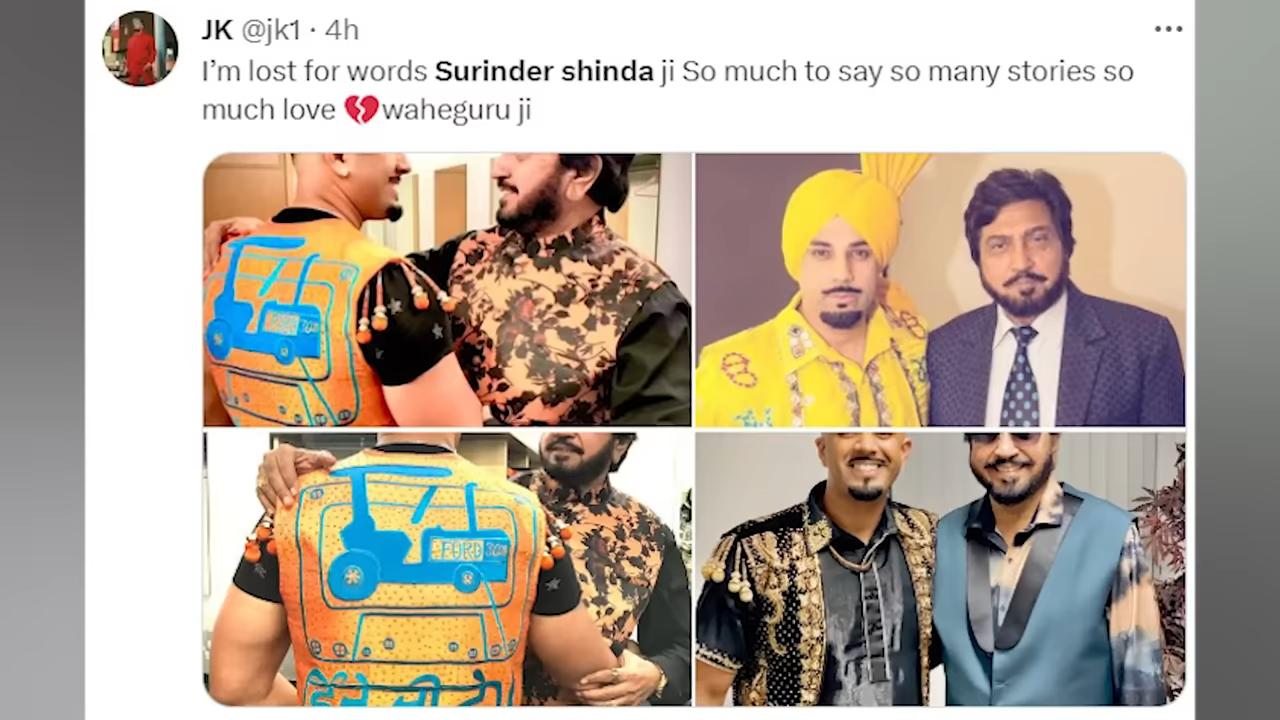 JK @jk1 · 4h
I’m lost for words Surinder shinda ji So much to say so many stories so
much love 💔waheguru ji
FORD